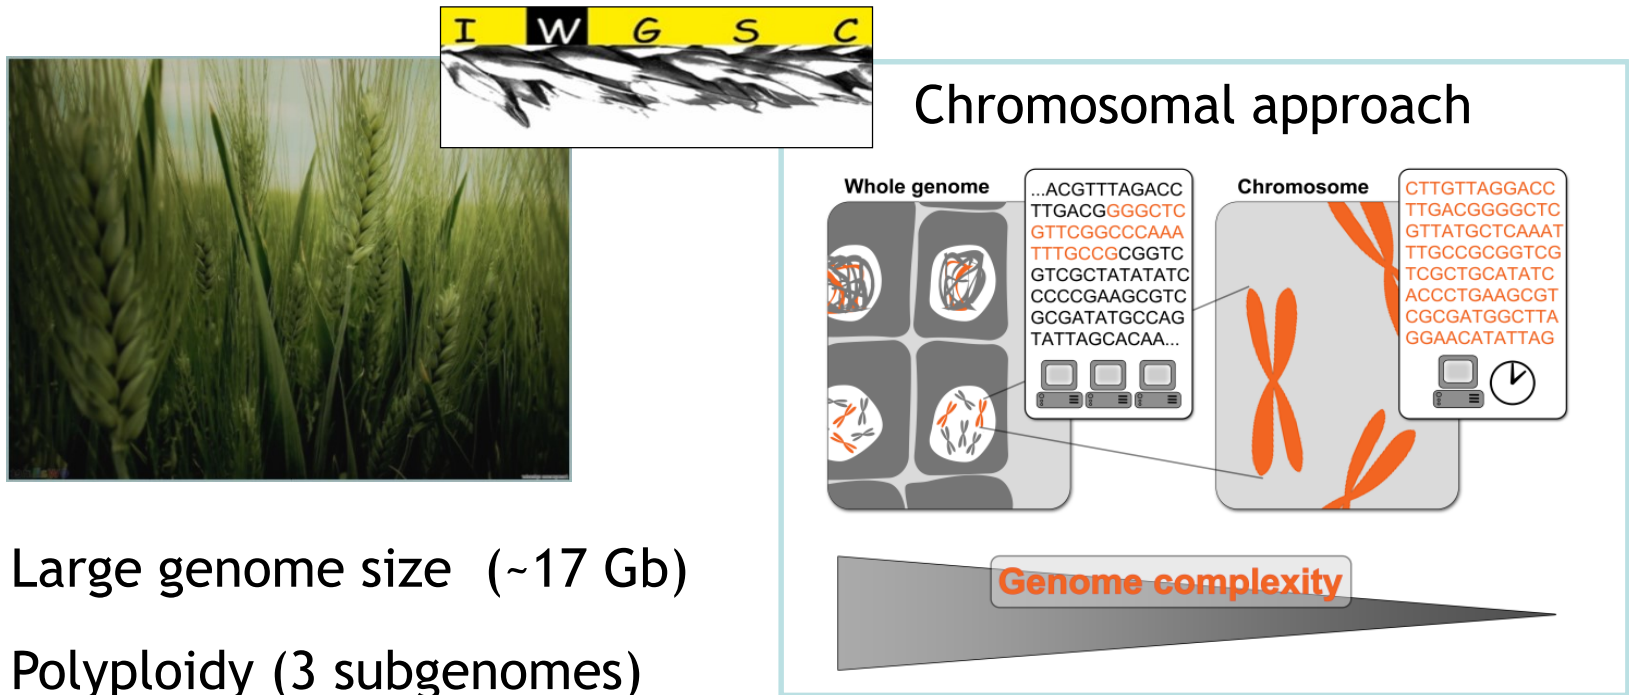 I W G S C
Chromosomal approach
Whole genome
...ACGTTTAGACC
TTGACGGGGCTC
GTTCGGCCCAAA
TTTGCCGCGGTC
GTCGCTATATATC
CCCCGAAGCGTC
GCGATATGCCAG
TATTAGCACAA...
Chromosome
CTTGTTAGGACC
TTGACGGGGCTC
GTTATGCTCAAAT
TTGCCGCGGTCG
TCGCTGCATATC
ACCCTGAAGCGT
CGCGATGGCTTA
GGAACATATTAG
Genome complexity
Large genome size (~17 Gb)
Polyploidy (3 subgenomes)